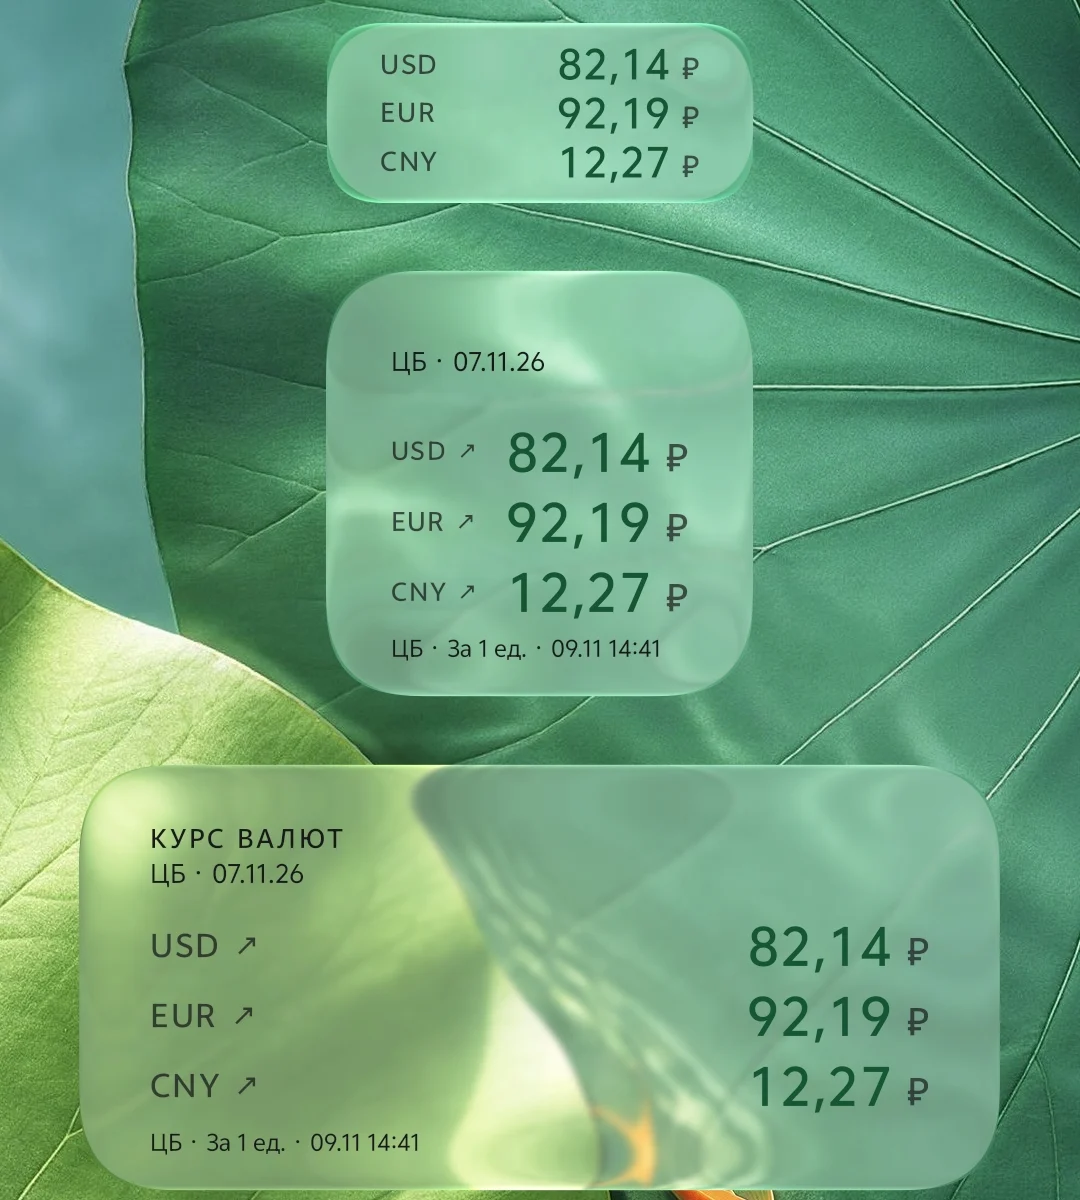 USD 82,14 ₽
EUR 92,19 ₽
CNY 12,27 ₽
ЦБ · 07.11.26
USD ↗ 82,14 ₽
EUR ↗ 92,19 ₽
CNY ↗ 12,27 ₽
ЦБ · За 1 ед. · 09.11 14:41
КУРС ВАЛЮТ
ЦБ · 07.11.26
USD ↗ 82,14 ₽
EUR ↗ 92,19 ₽
CNY ↗ 12,27 ₽
ЦБ · За 1 ед. · 09.11 14:41